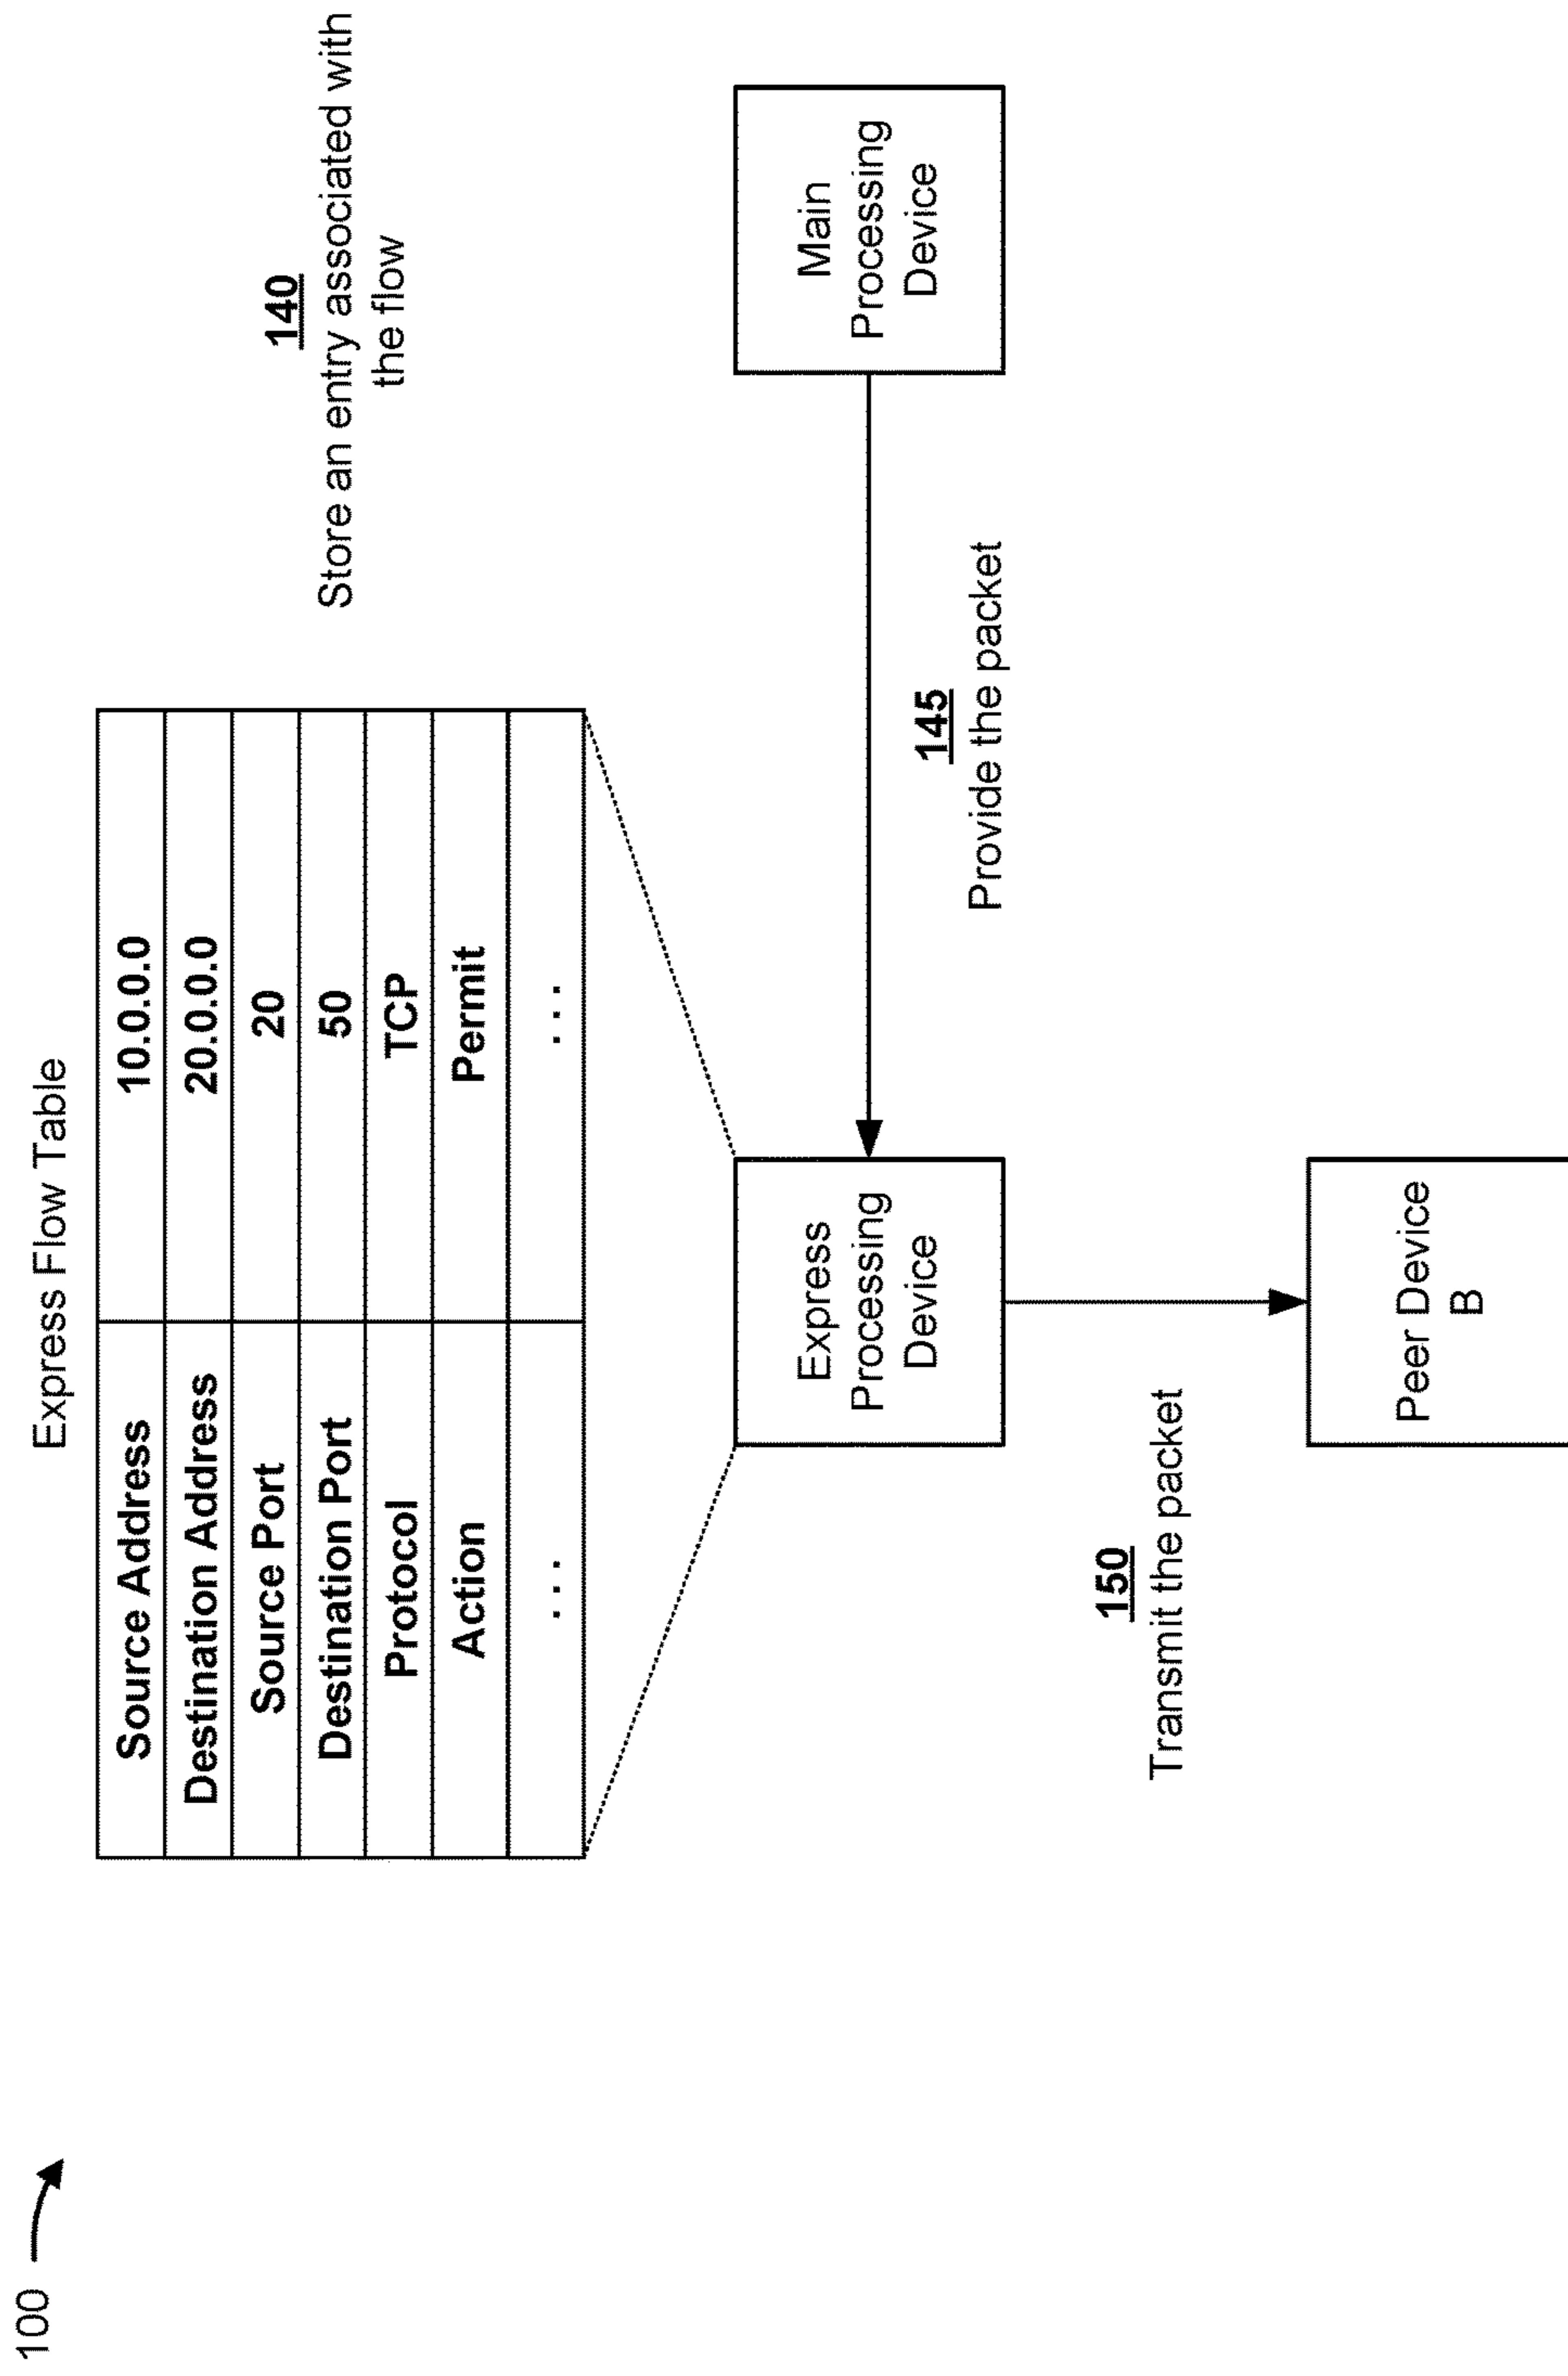 100
Express Flow Table
Source Address 10.0.0.0
Destination Address 20.0.0.0
Source Port 20
Destination Port 50
Protocol TCP
Action Permit
... ...
140
Store an entry associated with
the flow
Express
Processing
Device
Main
Processing
Device
145
Provide the packet
150
Transmit the packet
Peer Device
B